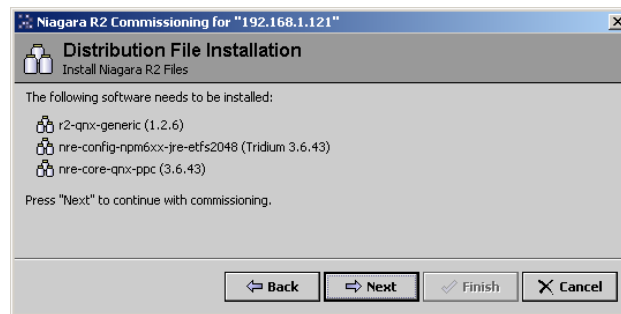 Niagara R2 Commissioning for "192.168.1.121"
Distribution File Installation
Install Niagara R2 Files
The following software needs to be installed:
r2-qnx-generic (1.2.6)
nre-config-npm6xx-jre-etfs2048 (Tridium 3.6.43)
nre-core-qnx-ppc (3.6.43)
Press "Next" to continue with commissioning.
Back Next Finish Cancel